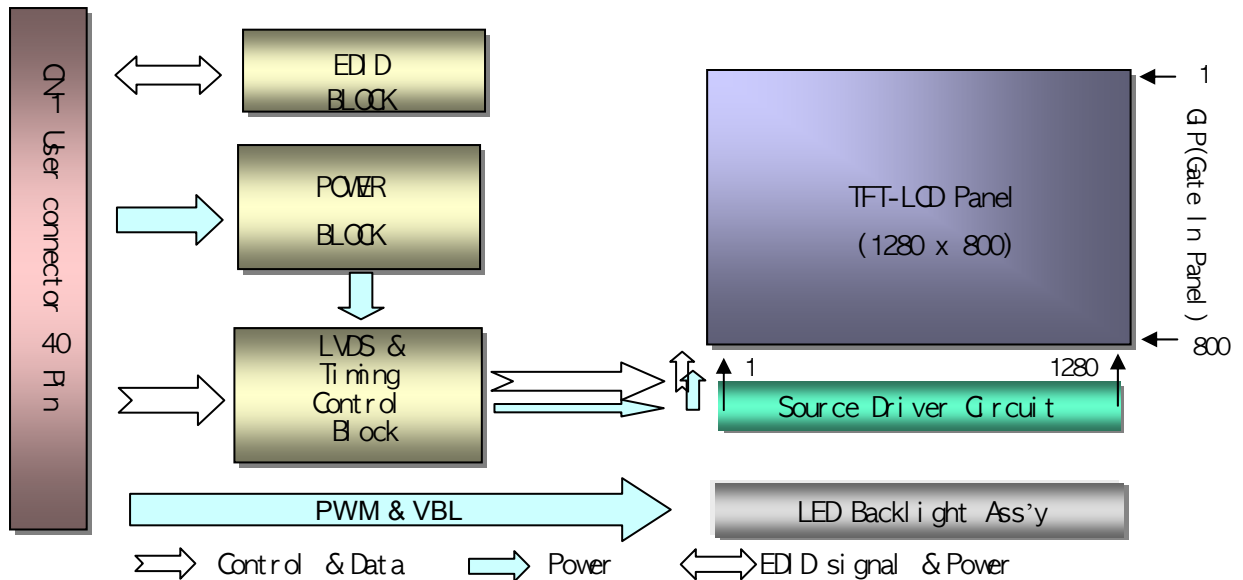 CN1 User connector 40 Pin
EDID
BLOCK
POWER
BLOCK
LVDS &
Timing
Control
Block
TFT-LCD Panel
(1280 x 800)
1
GIP(Gate In Panel)
800
1
1280
Source Driver Circuit
PWM & VBL
LED Backlight Ass'y
Control & Data
Power
EDID signal & Power